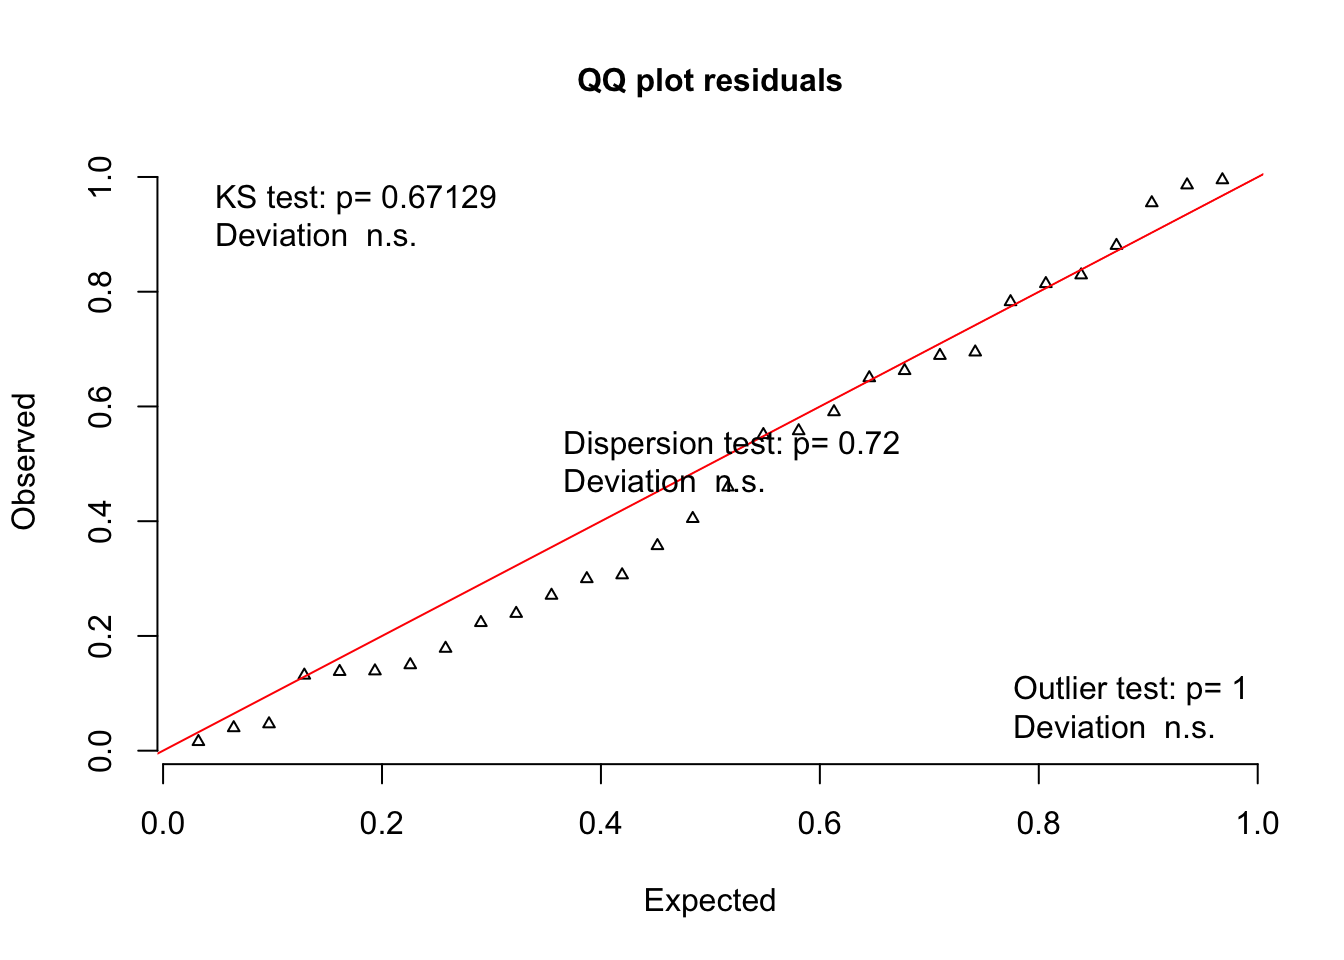 QQ plot residuals
KS test: p= 0.67129
Deviation  n.s.
Dispersion test: p= 0.72
Deviation  n.s.
Outlier test: p= 1
Deviation  n.s.
Observed
1.0
0.8
0.6
0.4
0.2
0.0
0.0 0.2 0.4 0.6 0.8 1.0
Expected